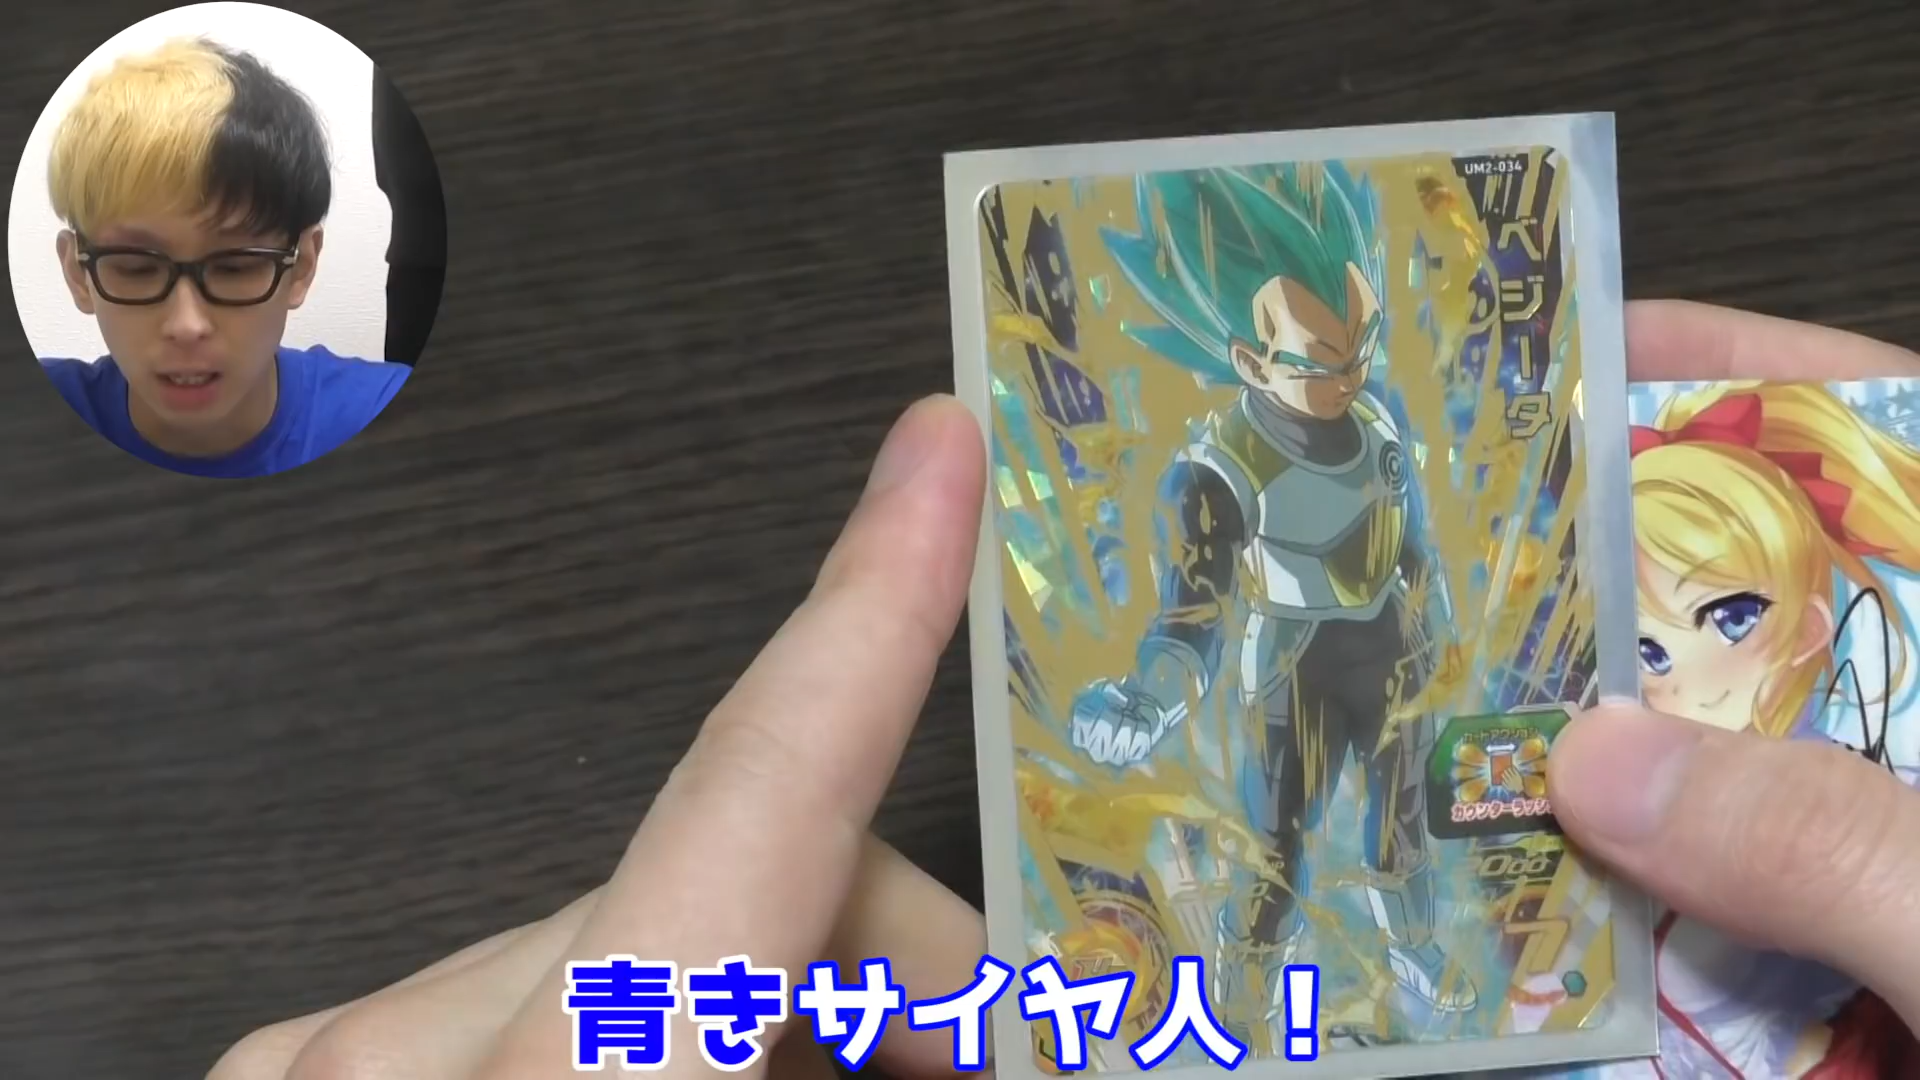 UM2-034
ベジータ
カードアクション
カウンターラッシュ
青きサイヤ人！